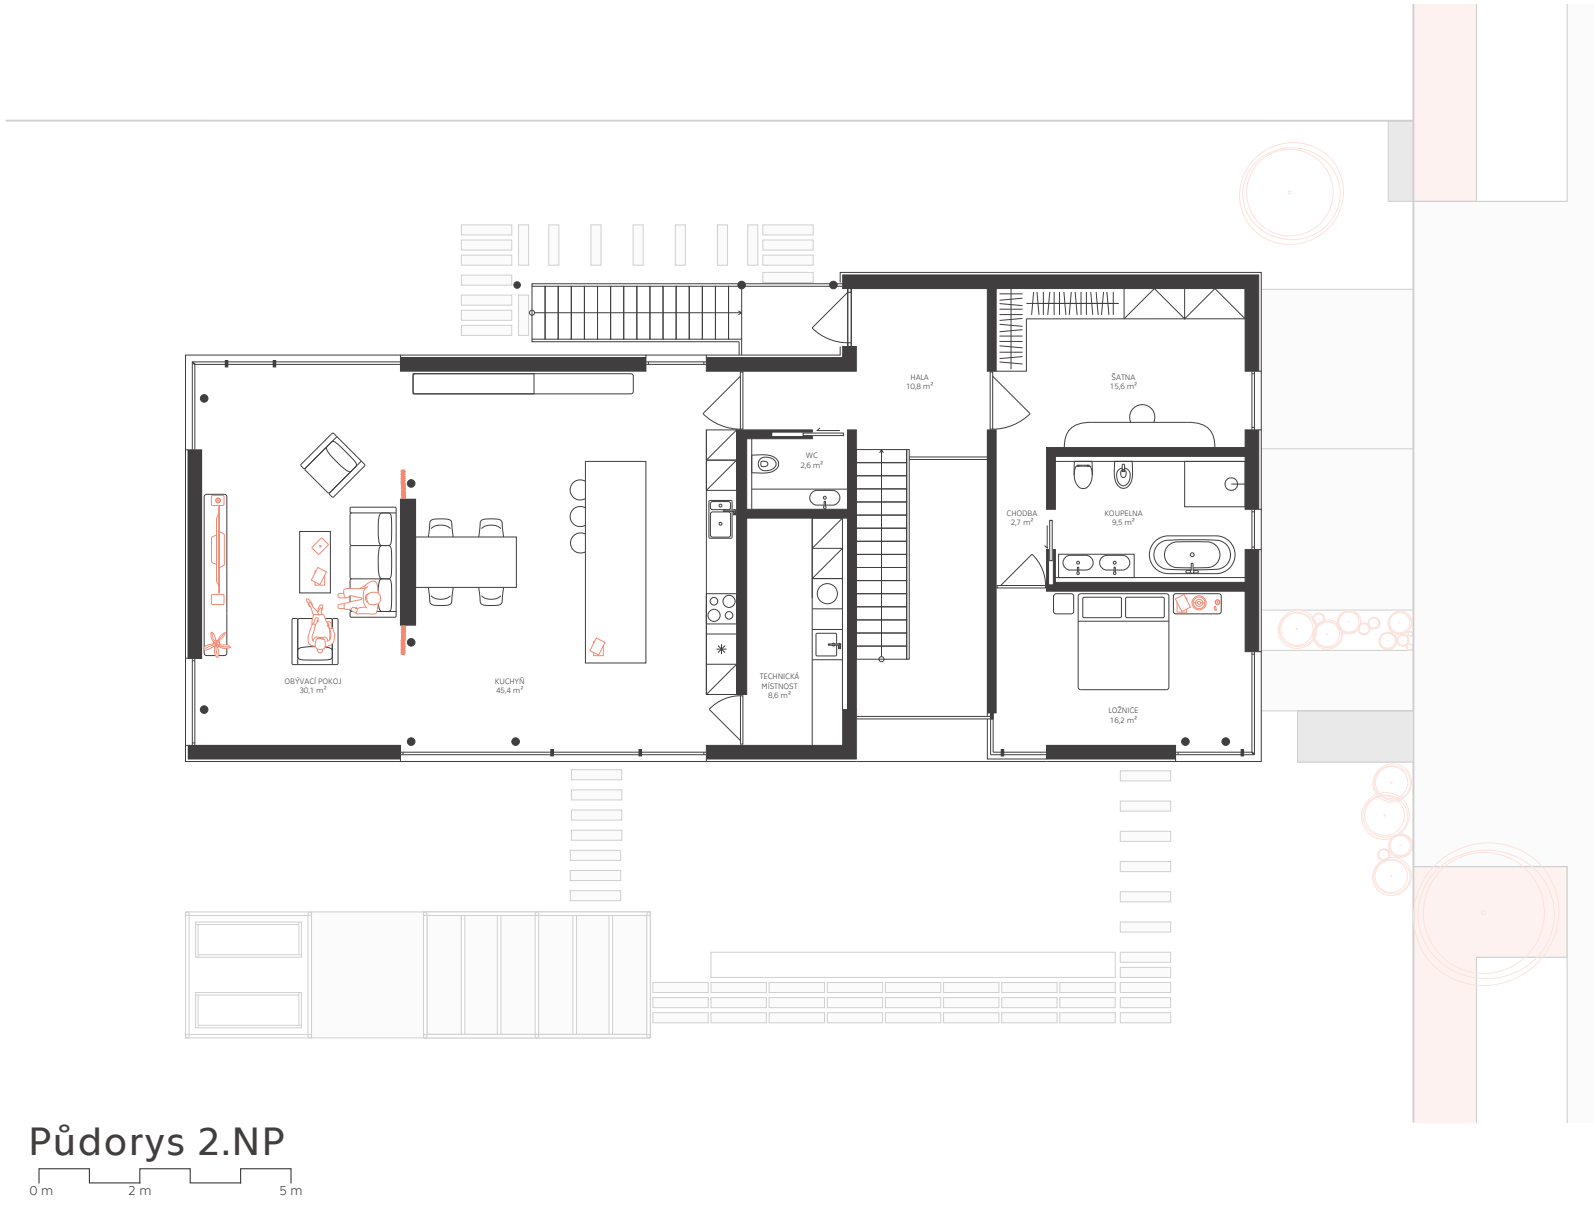 HALA
10,8 m²
ŠATNA
15,6 m²
WC
2,6 m²
CHODBA
2,7 m²
KOUPELNA
9,5 m²
OBÝVACÍ POKOJ
30,1 m²
KUCHYŇ
45,4 m²
TECHNICKÁ
MÍSTNOST
8,6 m²
LOŽNICE
16,2 m²
Půdorys 2.NP
0 m 2 m 5 m